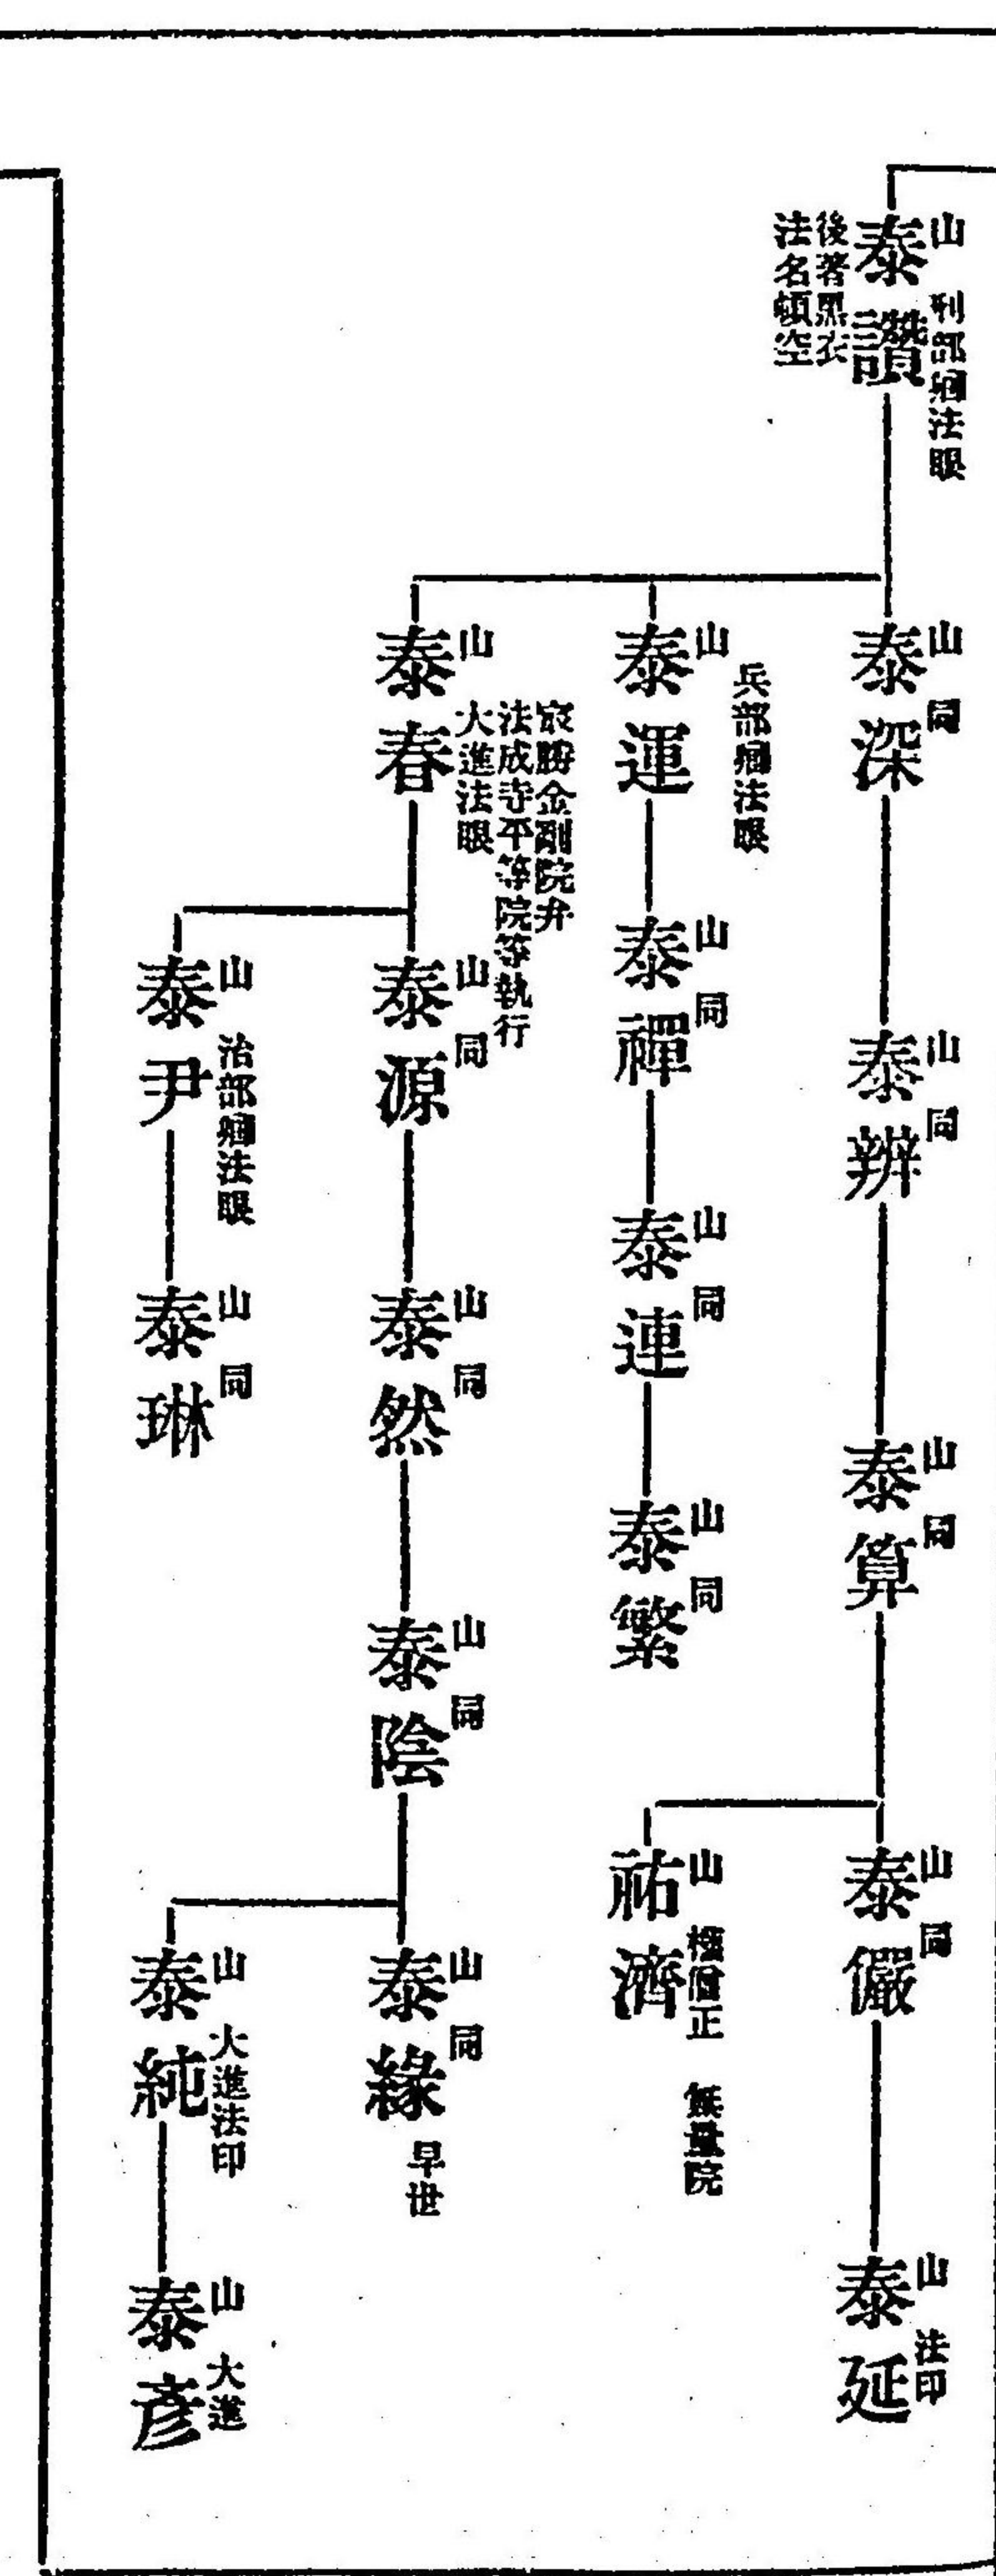 山 刑部卿法眼
泰讃
後著黑衣
法名頓空
山 同
泰深
山 同
泰辨
山 同
泰算
山 同
泰儼
山 法印
泰延
山 權僧正 無量院
祐濟
山 兵部卿法眼
泰運
山 同
泰禪
山 同
泰連
山 同
泰繁
最勝金剛院弁
法成寺平等院等執行
山 大進法眼
泰春
山 同
泰源
山 同
泰然
山 同
泰陰
山 同
泰緣 早世
山 大進法印
泰純
山 大進
泰彥
山 治部卿法眼
泰尹
山 同
泰琳